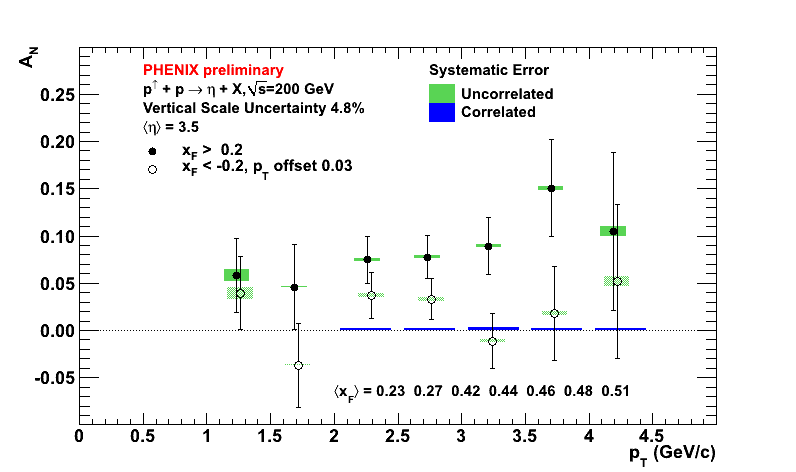 A_N
PHENIX preliminary
p↑ + p → η + X, √s=200 GeV
Vertical Scale Uncertainty 4.8%
⟨η⟩ = 3.5
x_F > 0.2
x_F < -0.2, p_T offset 0.03
Systematic Error
Uncorrelated
Correlated
0.25
0.20
0.15
0.10
0.05
0.00
-0.05
⟨x_F⟩ = 0.23 0.27 0.42 0.44 0.46 0.48 0.51
0 0.5 1 1.5 2 2.5 3 3.5 4 4.5
p_T (GeV/c)